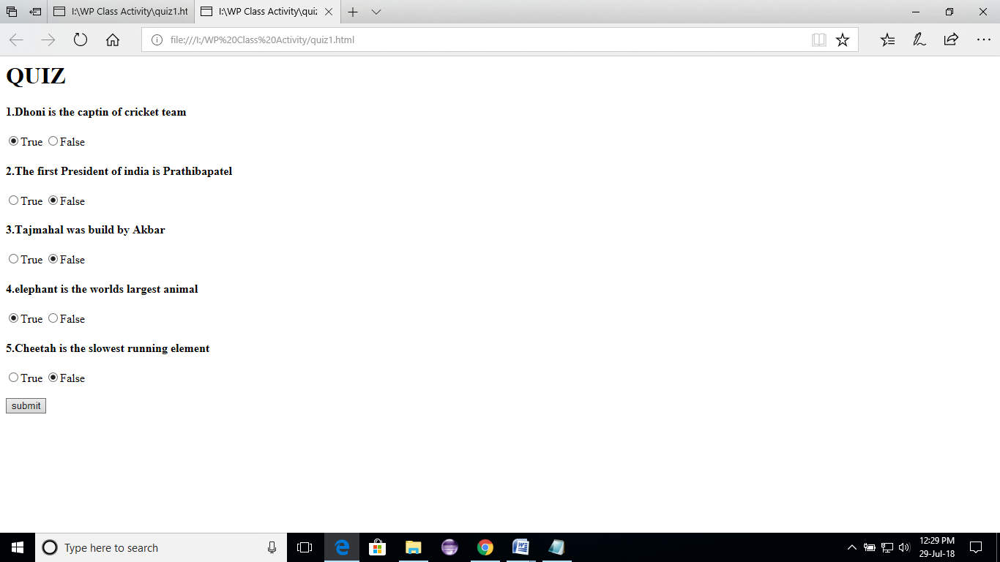 I:\WP Class Activity\quiz1.ht
I:\WP Class Activity\quiz
file:///I:/WP%20Class%20Activity/quiz1.html
QUIZ
1.Dhoni is the captin of cricket team
True False
2.The first President of india is Prathibapatel
True False
3.Tajmahal was build by Akbar
True False
4.elephant is the worlds largest animal
True False
5.Cheetah is the slowest running element
True False
submit
Type here to search
12:29 PM
29-Jul-18